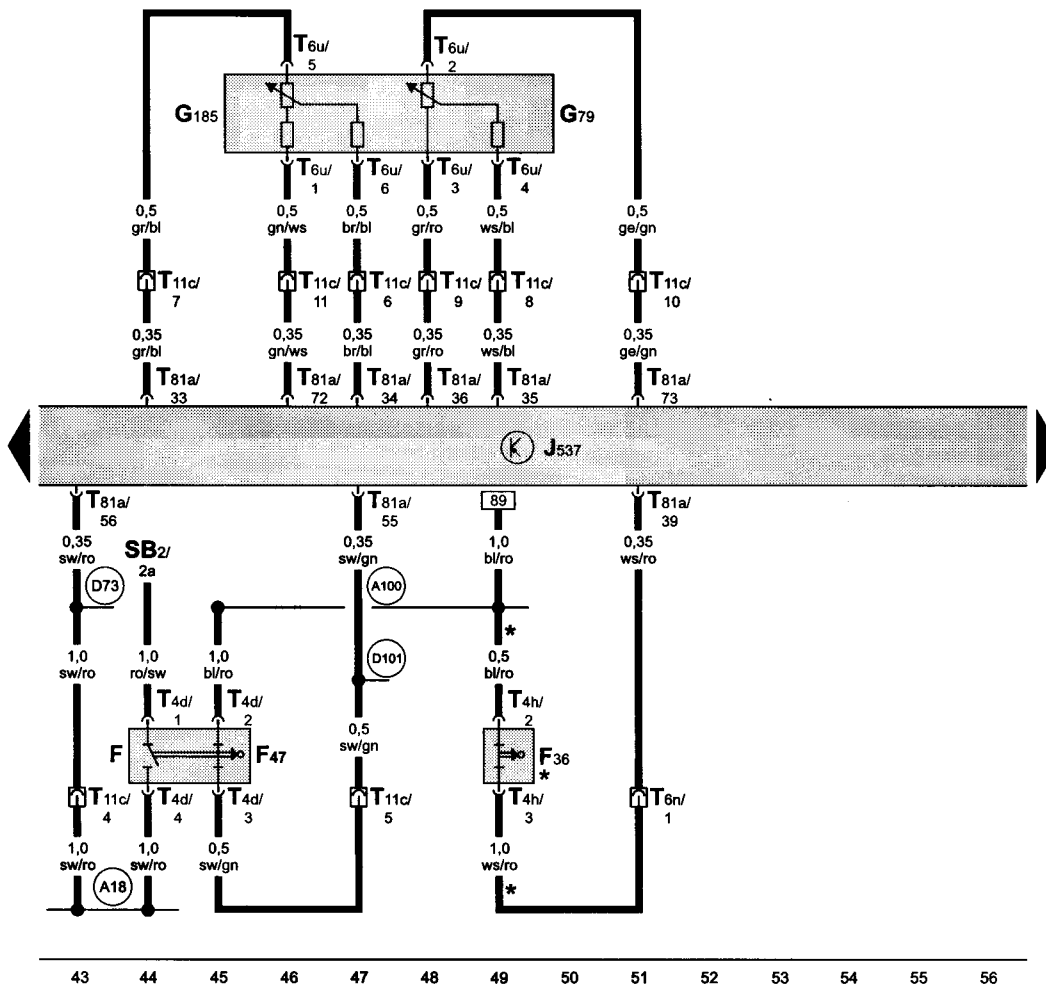 T6u/ T6u/
5 2
G185 G79
T6u/ T6u/ T6u/ T6u/
1 6 3 4
0,5 0,5 0,5 0,5 0,5 0,5
gr/bl gn/ws br/bl gr/ro ws/bl ge/gn
T11c/ T11c/ T11c/ T11c/ T11c/ T11c/
7 11 6 9 8 10
0,35 0,35 0,35 0,35 0,35 0,35
gr/bl gn/ws br/bl gr/ro ws/bl ge/gn
T81a/ T81a/ T81a/ T81a/ T81a/ T81a/
33 72 34 36 35 73
J537
T81a/ T81a/ 89 T81a/
56 55 39
0,35 SB2/ 0,35 1,0 0,35
sw/ro 2a sw/gn bl/ro ws/ro
D73 A100
*
1,0 1,0 1,0 D101 0,5
sw/ro ro/sw bl/ro bl/ro
T4d/ T4d/ T4h/
1 2 2
0,5
sw/gn
F F47 F36
*
T11c/ T4d/ T4d/ T11c/ T4h/ T6n/
4 4 3 5 3 1
1,0 1,0 0,5 1,0
sw/ro sw/ro sw/gn ws/ro
A18 *
43 44 45 46 47 48 49 50 51 52 53 54 55 56